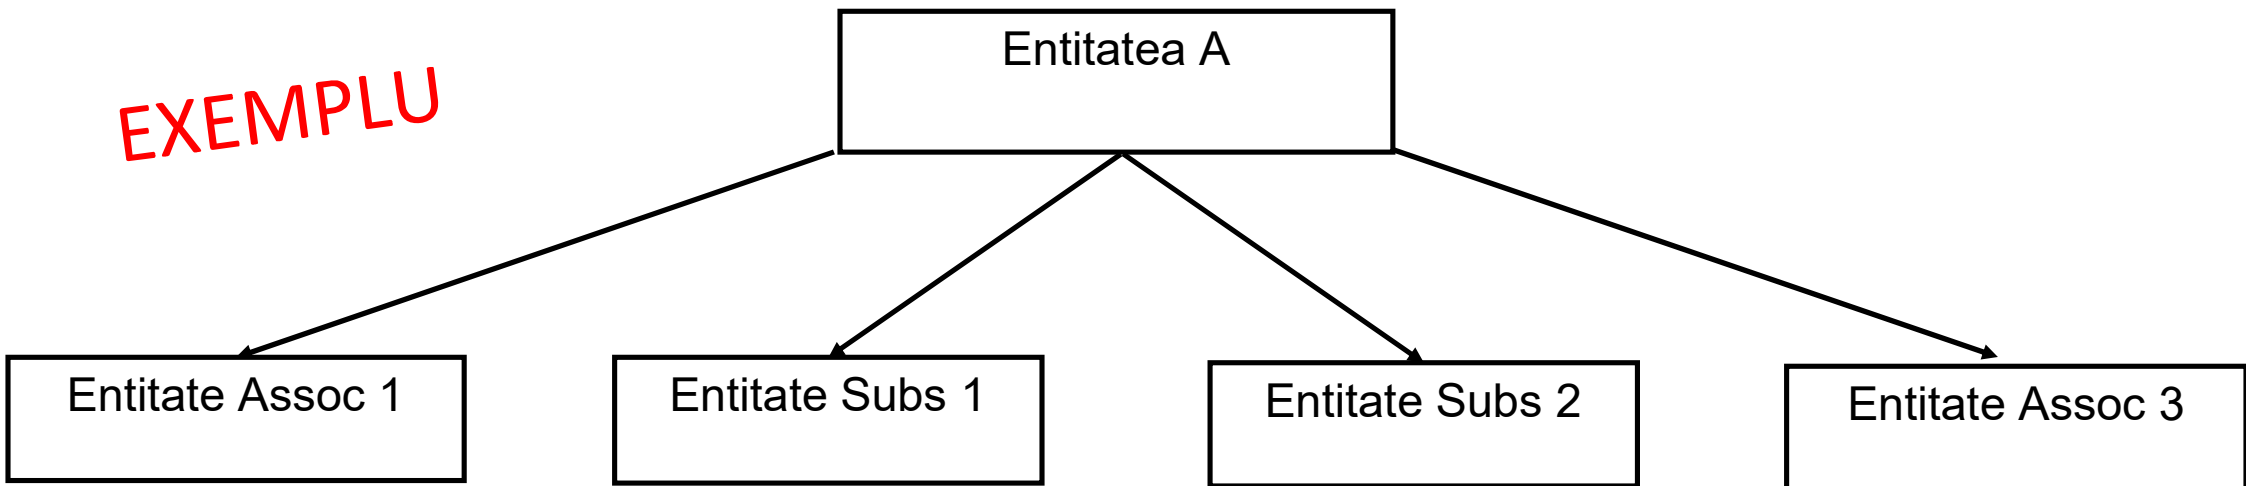 Entitatea A
EXEMPLU
Entitate Assoc 1
Entitate Subs 1
Entitate Subs 2
Entitate Assoc 3